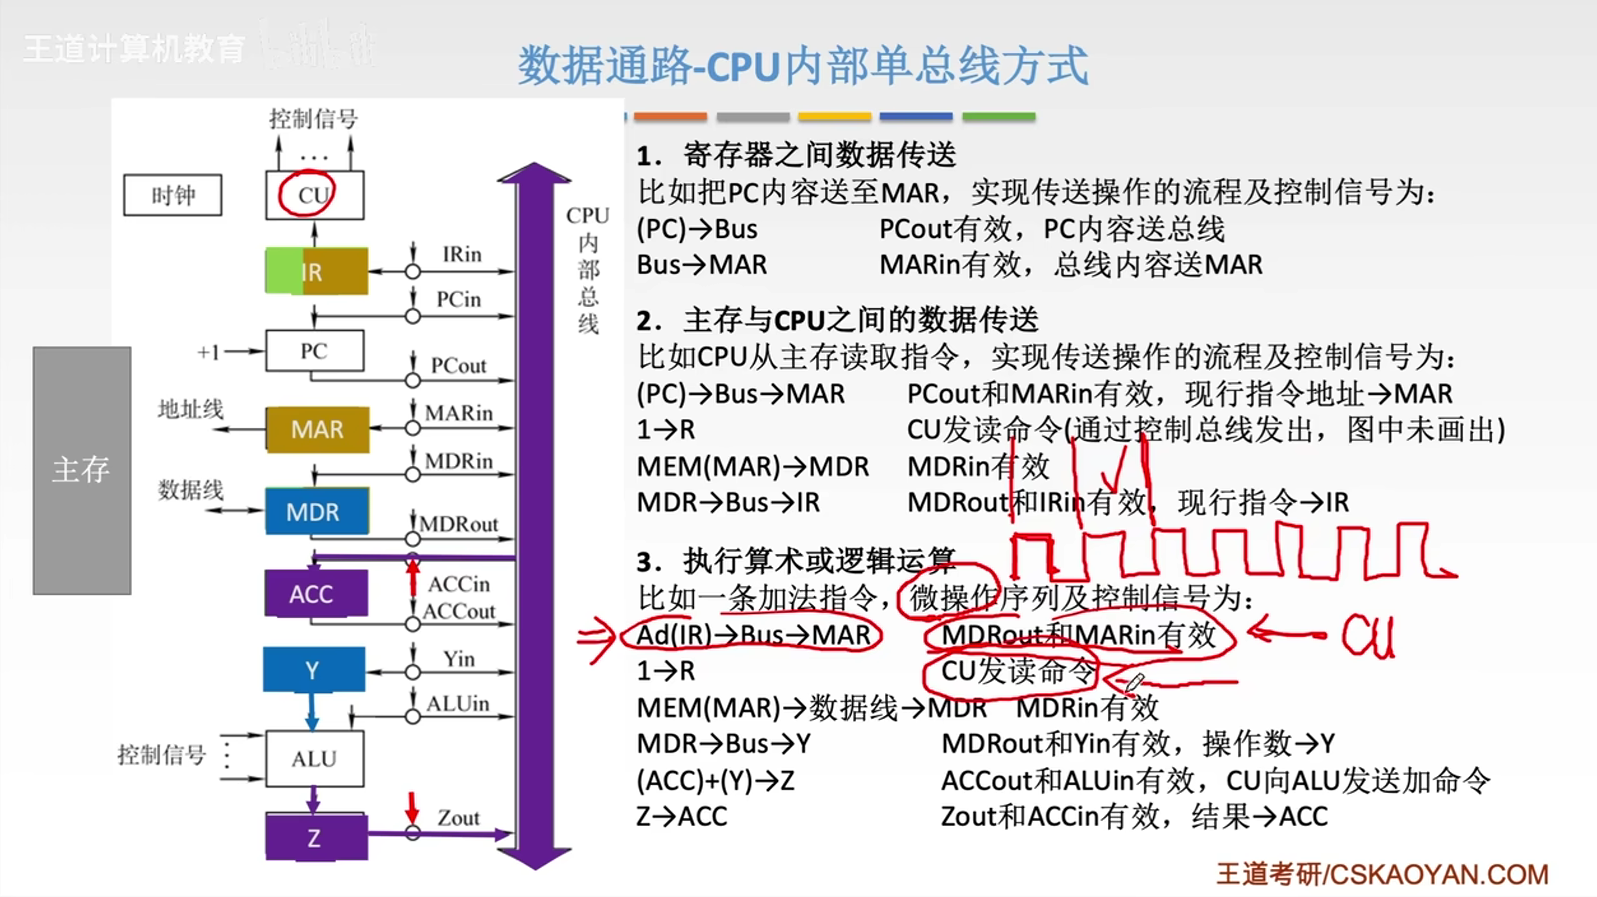 王道计算机教育
数据通路-CPU内部单总线方式
控制信号
...
时钟
CU
CPU内部总线
IR
IRin
PCin
+1
PC
PCout
地址线
MAR
MARin
主存
MDRin
数据线
MDR
MDRout
ACC
ACCin
ACCout
Y
Yin
ALUin
控制信号
ALU
Z
Zout
1. 寄存器之间数据传送
比如把PC内容送至MAR，实现传送操作的流程及控制信号为：
(PC)→Bus PCout有效，PC内容送总线
Bus→MAR MARin有效，总线内容送MAR
2. 主存与CPU之间的数据传送
比如CPU从主存读取指令，实现传送操作的流程及控制信号为：
(PC)→Bus→MAR PCout和MARin有效，现行指令地址→MAR
1→R CU发读命令(通过控制总线发出，图中未画出)
MEM(MAR)→MDR MDRin有效
MDR→Bus→IR MDRout和IRin有效，现行指令→IR
3. 执行算术或逻辑运算
比如一条加法指令，微操作序列及控制信号为：
Ad(IR)→Bus→MAR MDRout和MARin有效 CU
1→R CU发读命令
MEM(MAR)→数据线→MDR MDRin有效
MDR→Bus→Y MDRout和Yin有效，操作数→Y
(ACC)+(Y)→Z ACCout和ALUin有效，CU向ALU发送加命令
Z→ACC Zout和ACCin有效，结果→ACC
王道考研/CSKAOYAN.COM